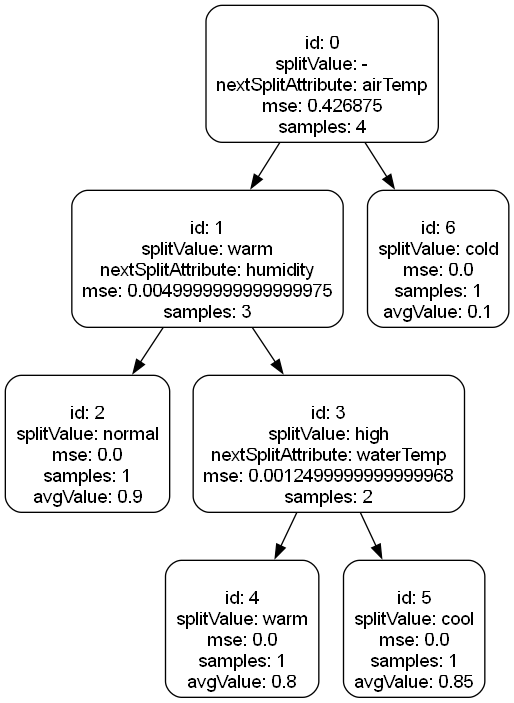 id: 0
splitValue: -
nextSplitAttribute: airTemp
mse: 0.426875
samples: 4
id: 1
splitValue: warm
nextSplitAttribute: humidity
mse: 0.0049999999999999975
samples: 3
id: 6
splitValue: cold
mse: 0.0
samples: 1
avgValue: 0.1
id: 2
splitValue: normal
mse: 0.0
samples: 1
avgValue: 0.9
id: 3
splitValue: high
nextSplitAttribute: waterTemp
mse: 0.0012499999999999968
samples: 2
id: 4
splitValue: warm
mse: 0.0
samples: 1
avgValue: 0.8
id: 5
splitValue: cool
mse: 0.0
samples: 1
avgValue: 0.85